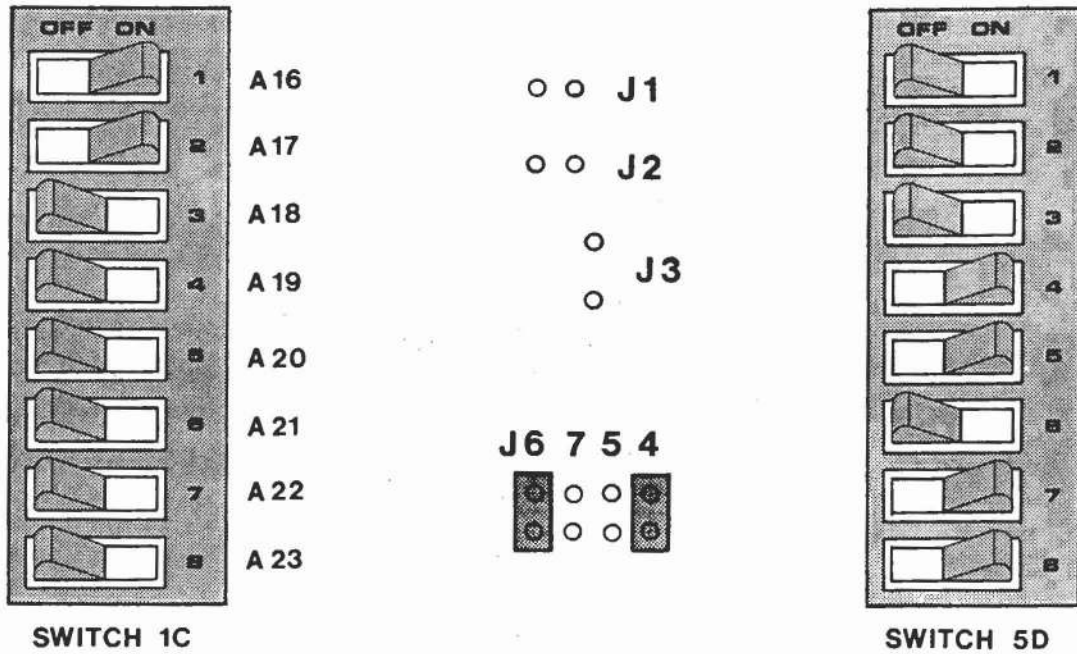 OFF ON
1 A16
2 A17
3 A18
4 A19
5 A20
6 A21
7 A22
8 A23
SWITCH 1C
J1
J2
J3
J6 7 5 4
OFF ON
1
2
3
4
5
6
7
8
SWITCH 5D